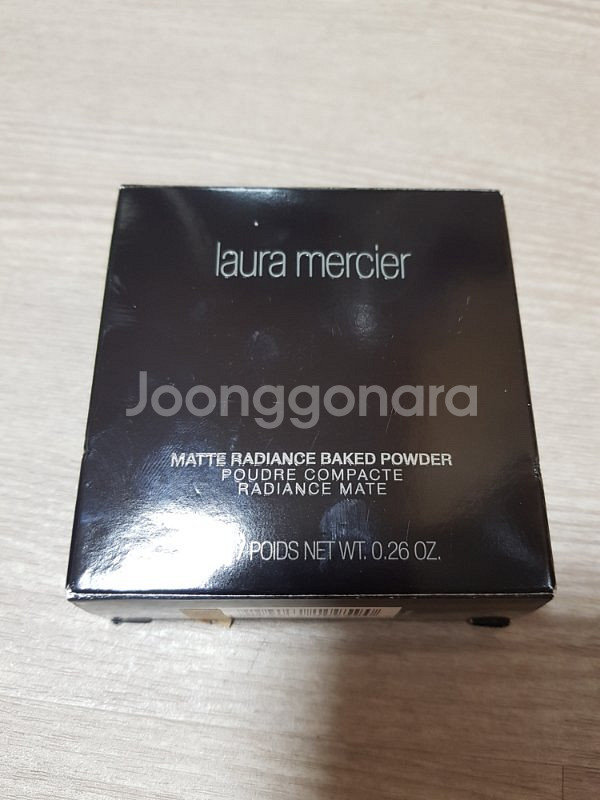 laura mercier
Joonggonara
MATTE RADIANCE BAKED POWDER
POUDRE COMPACTE
RADIANCE MATE
POIDS NET WT. 0.26 OZ.